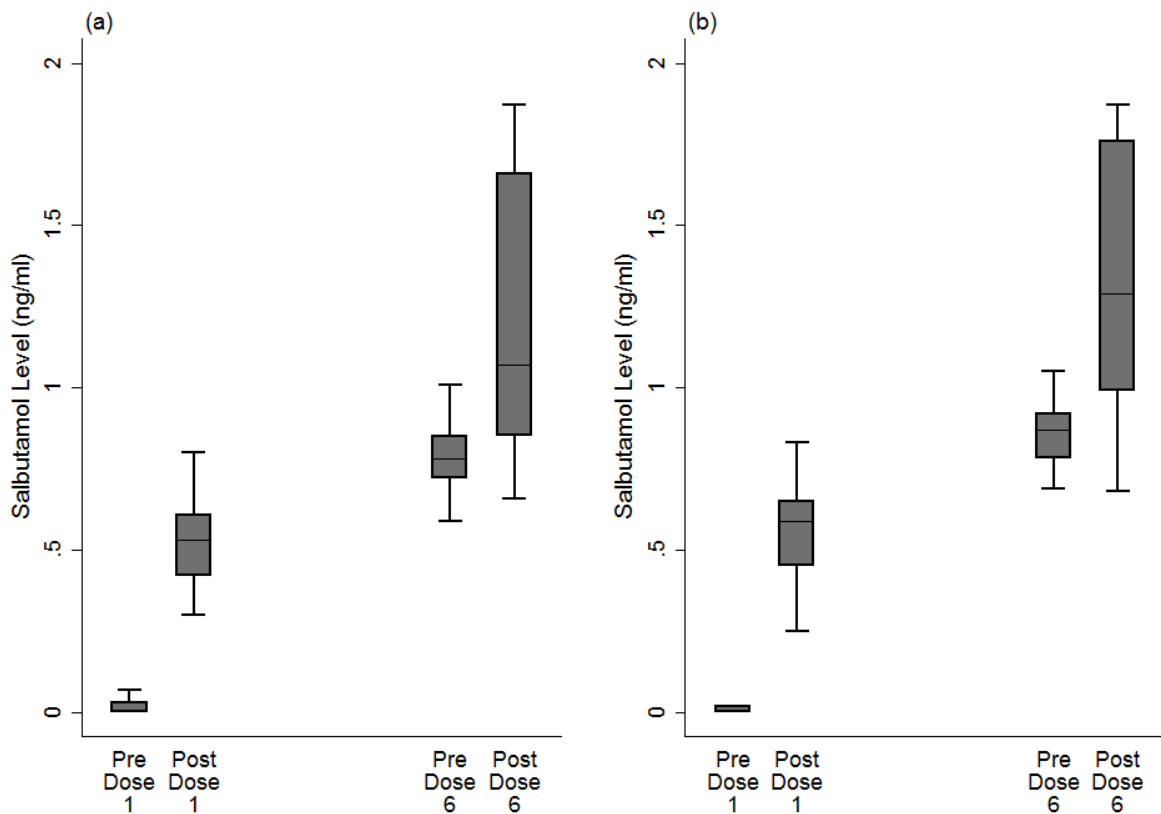 (a)
Salbutamol Level (ng/ml)
2
1.5
1
.5
0
Pre Dose 1
Post Dose 1
Pre Dose 6
Post Dose 6
(b)
Salbutamol Level (ng/ml)
2
1.5
1
.5
0
Pre Dose 1
Post Dose 1
Pre Dose 6
Post Dose 6